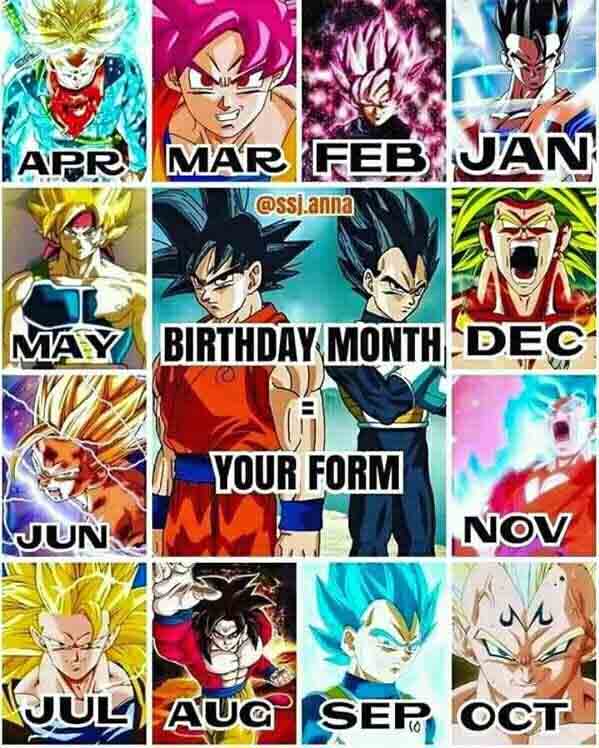 APR
MAR
FEB
JAN
@ssj.anna
MAY
BIRTHDAY MONTH
DEC
=
YOUR FORM
JUN
NOV
JUL
AUG
SEP
OCT
M